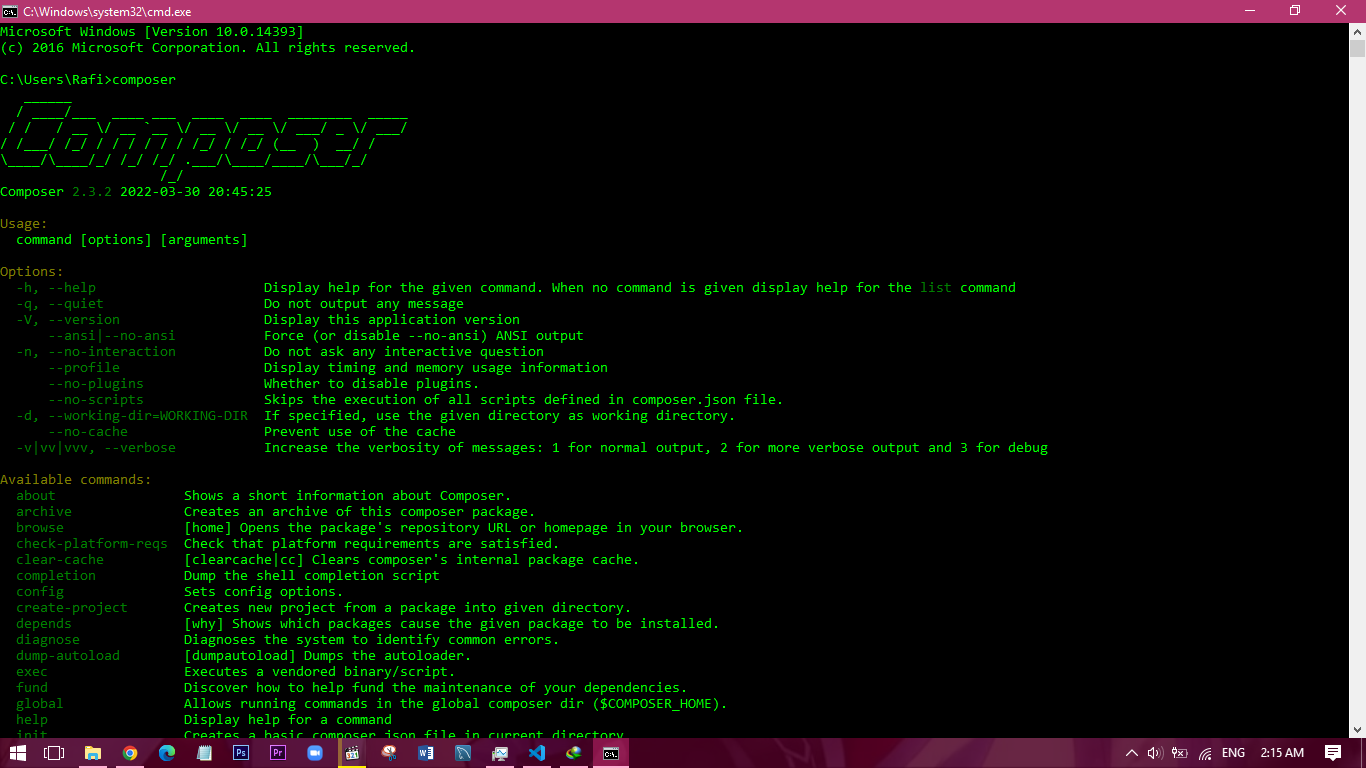 C:\Windows\system32\cmd.exe
Microsoft Windows [Version 10.0.14393]
(c) 2016 Microsoft Corporation. All rights reserved.
C:\Users\Rafi>composer
Composer
Composer 2.3.2 2022-03-30 20:45:25
Usage:
  command [options] [arguments]
Options:
  -h, --help                     Display help for the given command. When no command is given display help for the list command
  -q, --quiet                    Do not output any message
  -V, --version                  Display this application version
      --ansi|--no-ansi           Force (or disable --no-ansi) ANSI output
  -n, --no-interaction           Do not ask any interactive question
      --profile                  Display timing and memory usage information
      --no-plugins               Whether to disable plugins.
      --no-scripts               Skips the execution of all scripts defined in composer.json file.
  -d, --working-dir=WORKING-DIR  If specified, use the given directory as working directory.
      --no-cache                 Prevent use of the cache
  -v|vv|vvv, --verbose           Increase the verbosity of messages: 1 for normal output, 2 for more verbose output and 3 for debug
Available commands:
  about                Shows a short information about Composer.
  archive              Creates an archive of this composer package.
  browse               [home] Opens the package's repository URL or homepage in your browser.
  check-platform-reqs  Check that platform requirements are satisfied.
  clear-cache          [clearcache|cc] Clears composer's internal package cache.
  completion           Dump the shell completion script
  config               Sets config options.
  create-project       Creates new project from a package into given directory.
  depends              [why] Shows which packages cause the given package to be installed.
  diagnose             Diagnoses the system to identify common errors.
  dump-autoload        [dumpautoload] Dumps the autoloader.
  exec                 Executes a vendored binary/script.
  fund                 Discover how to help fund the maintenance of your dependencies.
  global               Allows running commands in the global composer dir ($COMPOSER_HOME).
  help                 Display help for a command
  init                 Creates a basic composer.json file in current directory.
Ps Pr 321 W ENG 2:15 AM